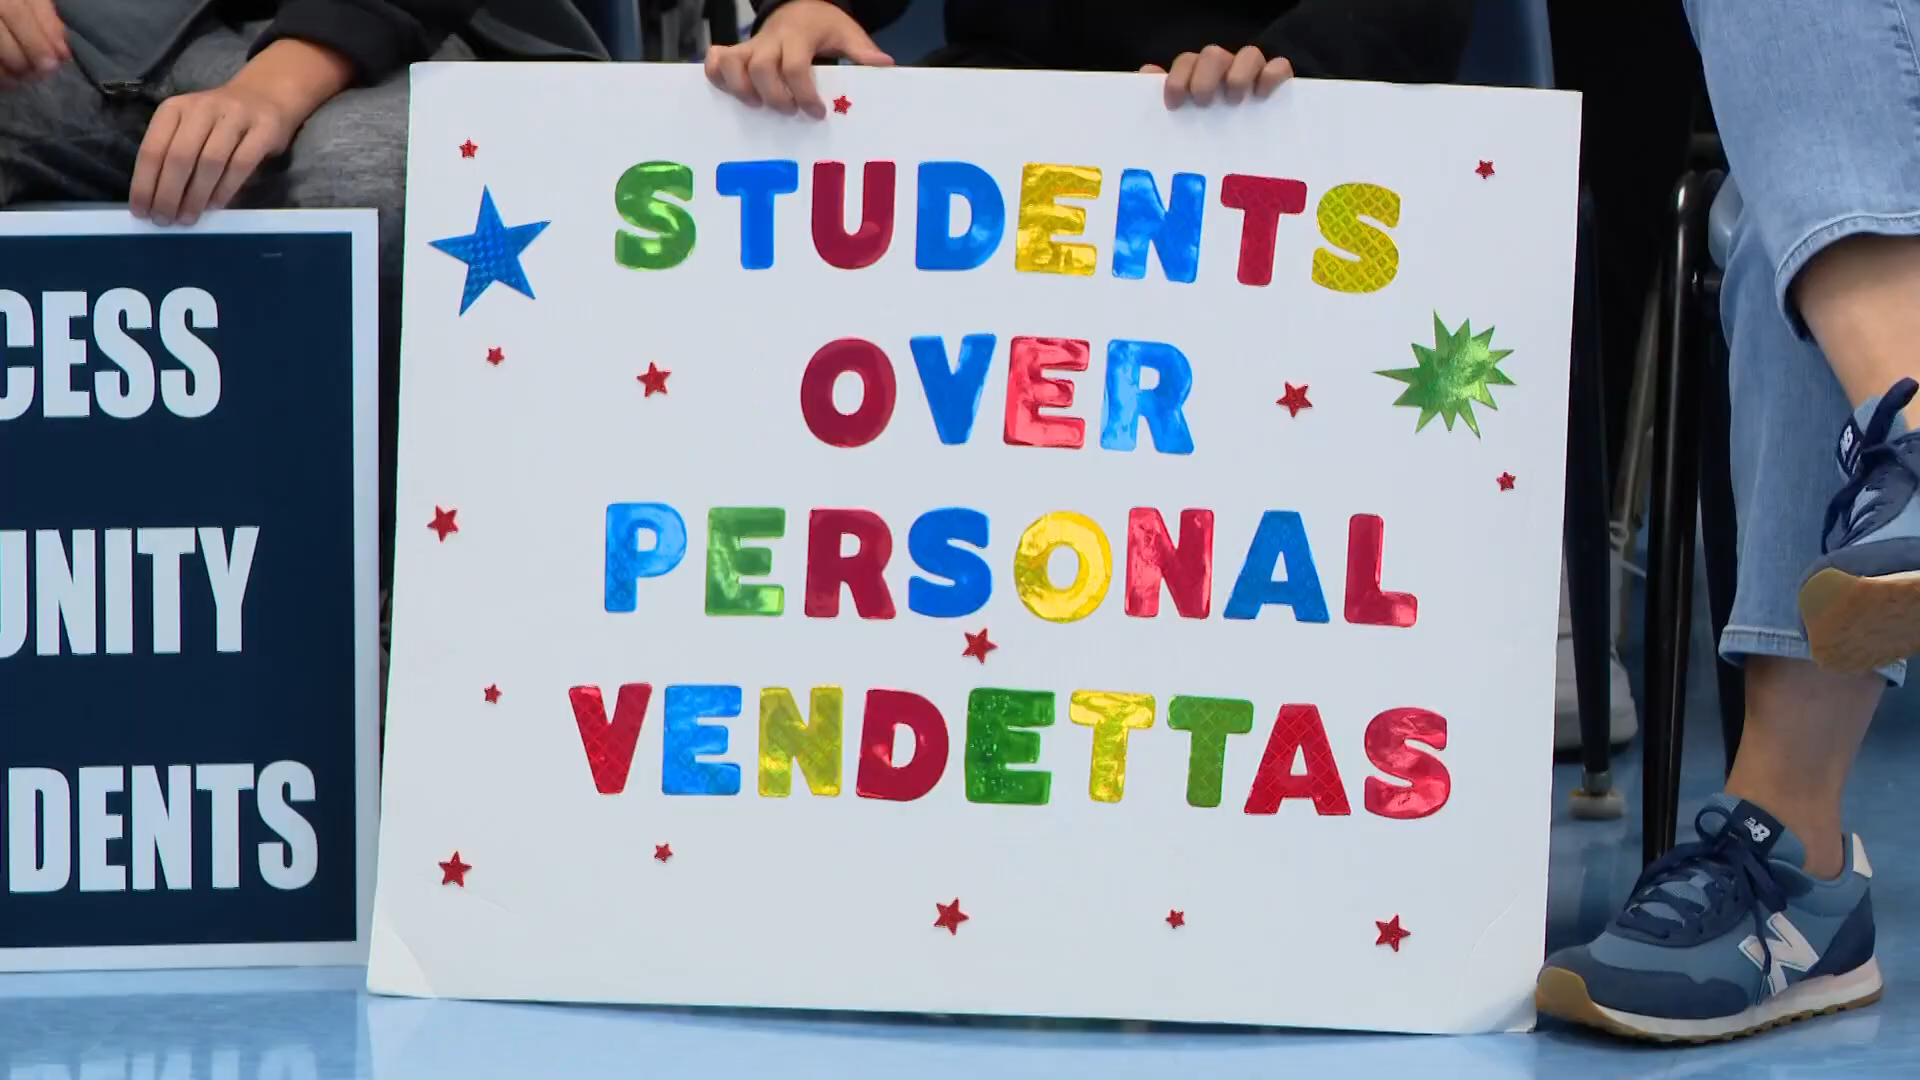 STUDENTS
OVER
PERSONAL
VENDETTAS
CESS
UNITY
DENTS